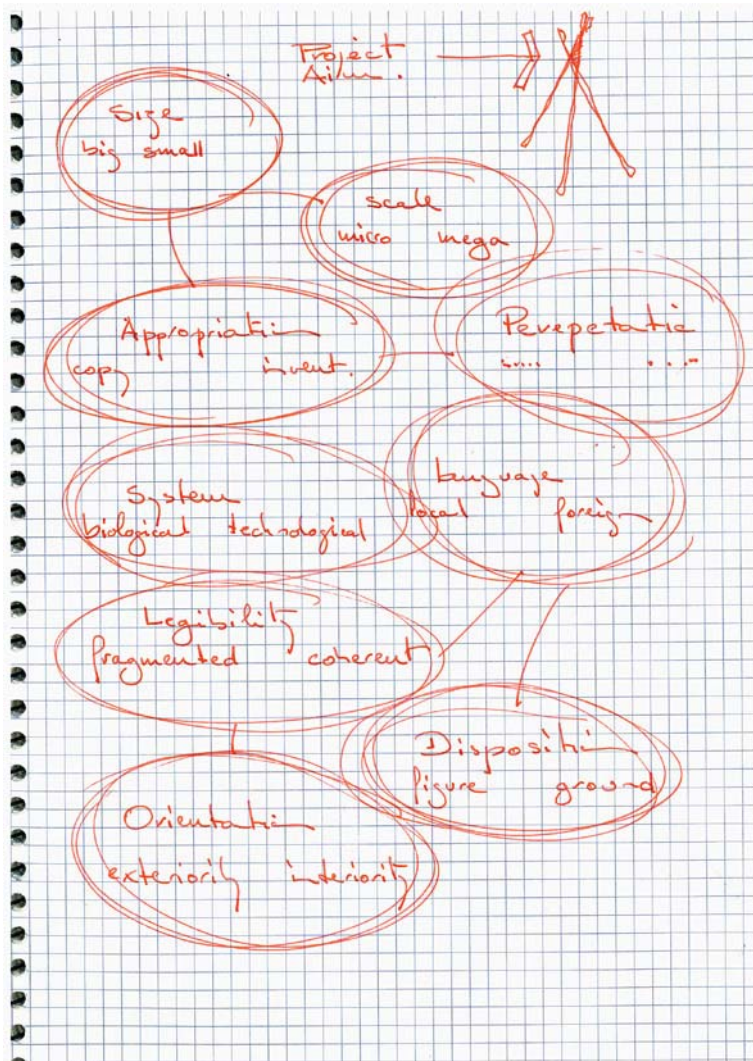 Project
Aim.
Size
big small
scale
micro mega
Appropriation
copy invent.
Perepetatic
..... ....
System
biological technological
Language
local foreign
Legibility
fragmented coherent
Disposition
figure ground
Orientation
exteriority interiority